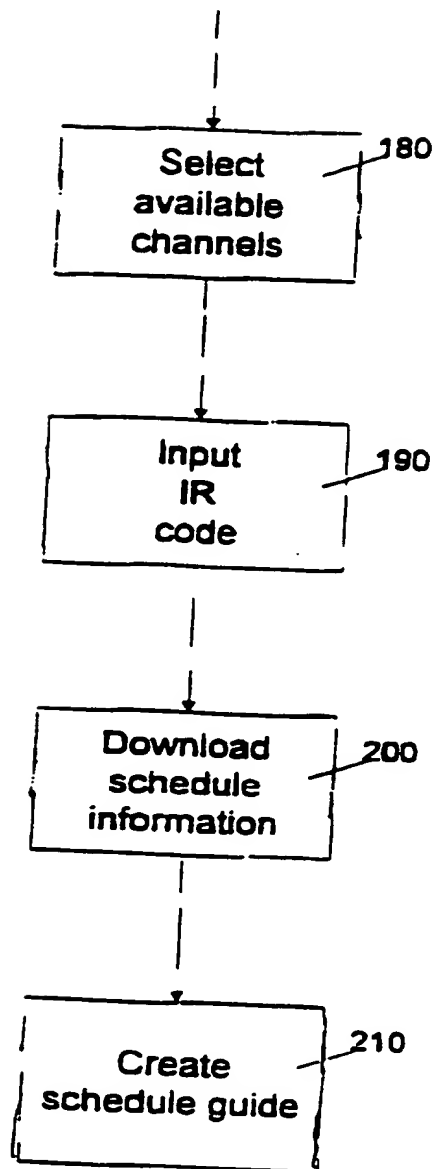 Select
available
channels
180
Input
IR
code
190
Download
schedule
information
200
Create
schedule guide
210